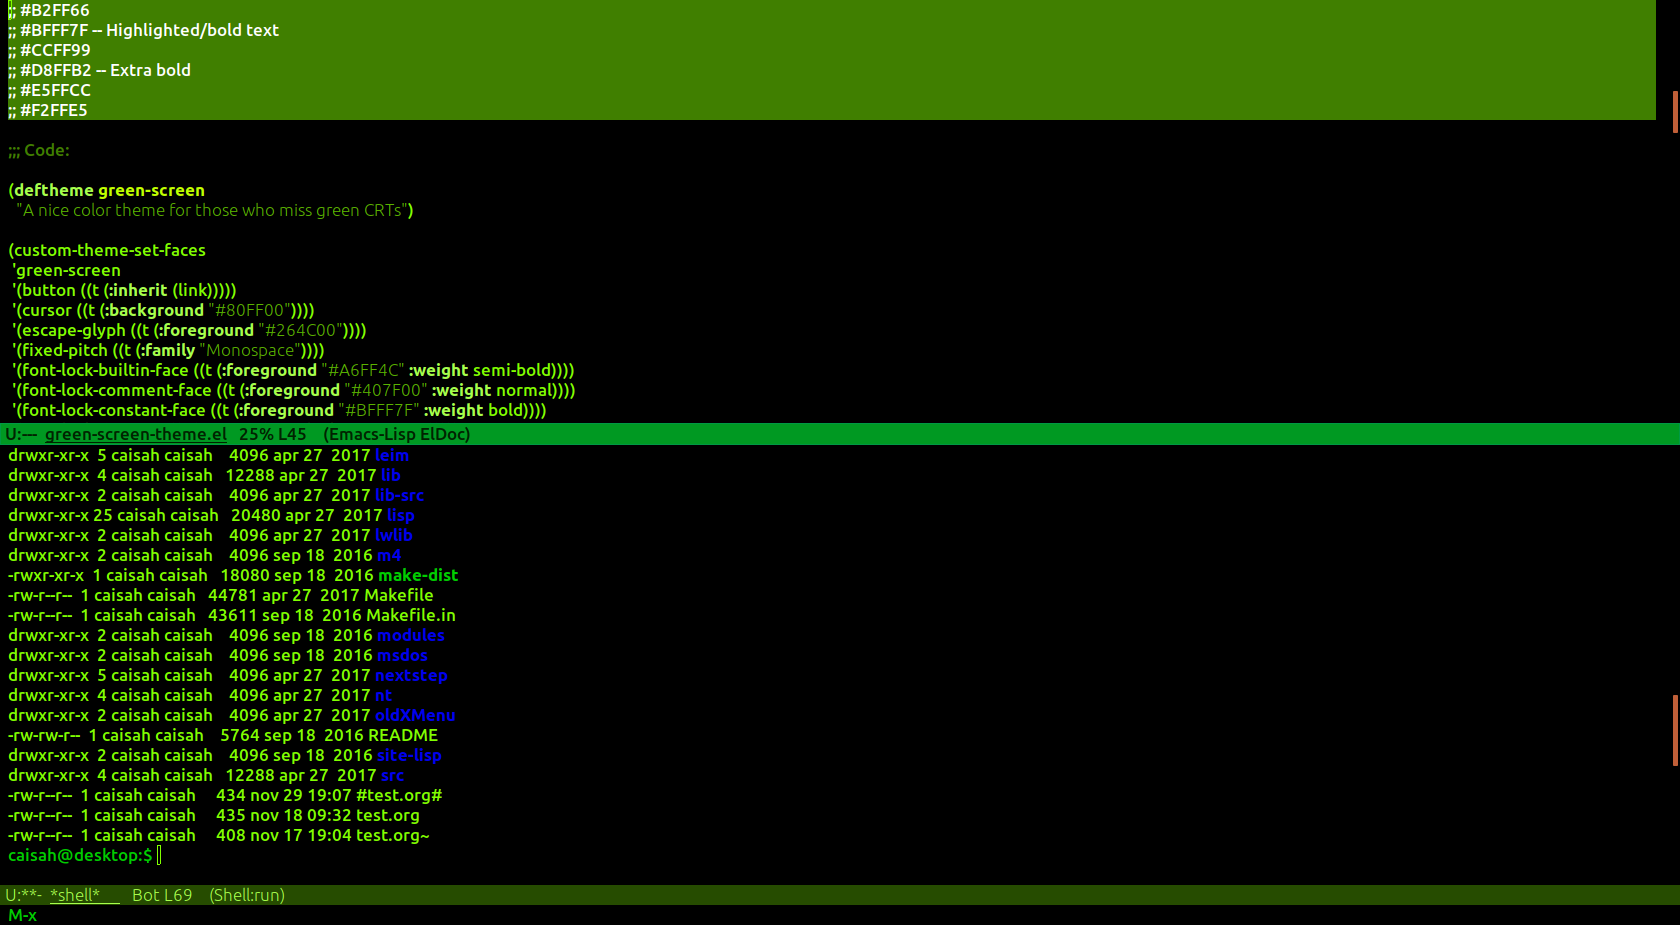 ;; #B2FF66
;; #BFFF7F -- Highlighted/bold text
;; #CCFF99
;; #D8FFB2 -- Extra bold
;; #E5FFCC
;; #F2FFE5
;;; Code:
(deftheme green-screen
  "A nice color theme for those who miss green CRTs")
(custom-theme-set-faces
 'green-screen
 '(button ((t (:inherit (link)))))
 '(cursor ((t (:background "#80FF00"))))
 '(escape-glyph ((t (:foreground "#264C00"))))
 '(fixed-pitch ((t (:family "Monospace"))))
 '(font-lock-builtin-face ((t (:foreground "#A6FF4C" :weight semi-bold))))
 '(font-lock-comment-face ((t (:foreground "#407F00" :weight normal))))
 '(font-lock-constant-face ((t (:foreground "#BFFF7F" :weight bold))))
U:---  green-screen-theme.el   25% L45    (Emacs-Lisp ElDoc)
drwxr-xr-x  5 caisah caisah    4096 apr 27  2017 leim
drwxr-xr-x  4 caisah caisah   12288 apr 27  2017 lib
drwxr-xr-x  2 caisah caisah    4096 apr 27  2017 lib-src
drwxr-xr-x 25 caisah caisah   20480 apr 27  2017 lisp
drwxr-xr-x  2 caisah caisah    4096 apr 27  2017 lwlib
drwxr-xr-x  2 caisah caisah    4096 sep 18  2016 m4
-rwxr-xr-x  1 caisah caisah   18080 sep 18  2016 make-dist
-rw-r--r--  1 caisah caisah   44781 apr 27  2017 Makefile
-rw-r--r--  1 caisah caisah   43611 sep 18  2016 Makefile.in
drwxr-xr-x  2 caisah caisah    4096 sep 18  2016 modules
drwxr-xr-x  2 caisah caisah    4096 sep 18  2016 msdos
drwxr-xr-x  5 caisah caisah    4096 apr 27  2017 nextstep
drwxr-xr-x  4 caisah caisah    4096 apr 27  2017 nt
drwxr-xr-x  2 caisah caisah    4096 apr 27  2017 oldXMenu
-rw-rw-r--  1 caisah caisah    5764 sep 18  2016 README
drwxr-xr-x  2 caisah caisah    4096 sep 18  2016 site-lisp
drwxr-xr-x  4 caisah caisah   12288 apr 27  2017 src
-rw-r--r--  1 caisah caisah     434 nov 29 19:07 #test.org#
-rw-r--r--  1 caisah caisah     435 nov 18 09:32 test.org
-rw-r--r--  1 caisah caisah     408 nov 17 19:04 test.org~
caisah@desktop:$
U:**-  *shell*   Bot L69    (Shell:run)
M-x